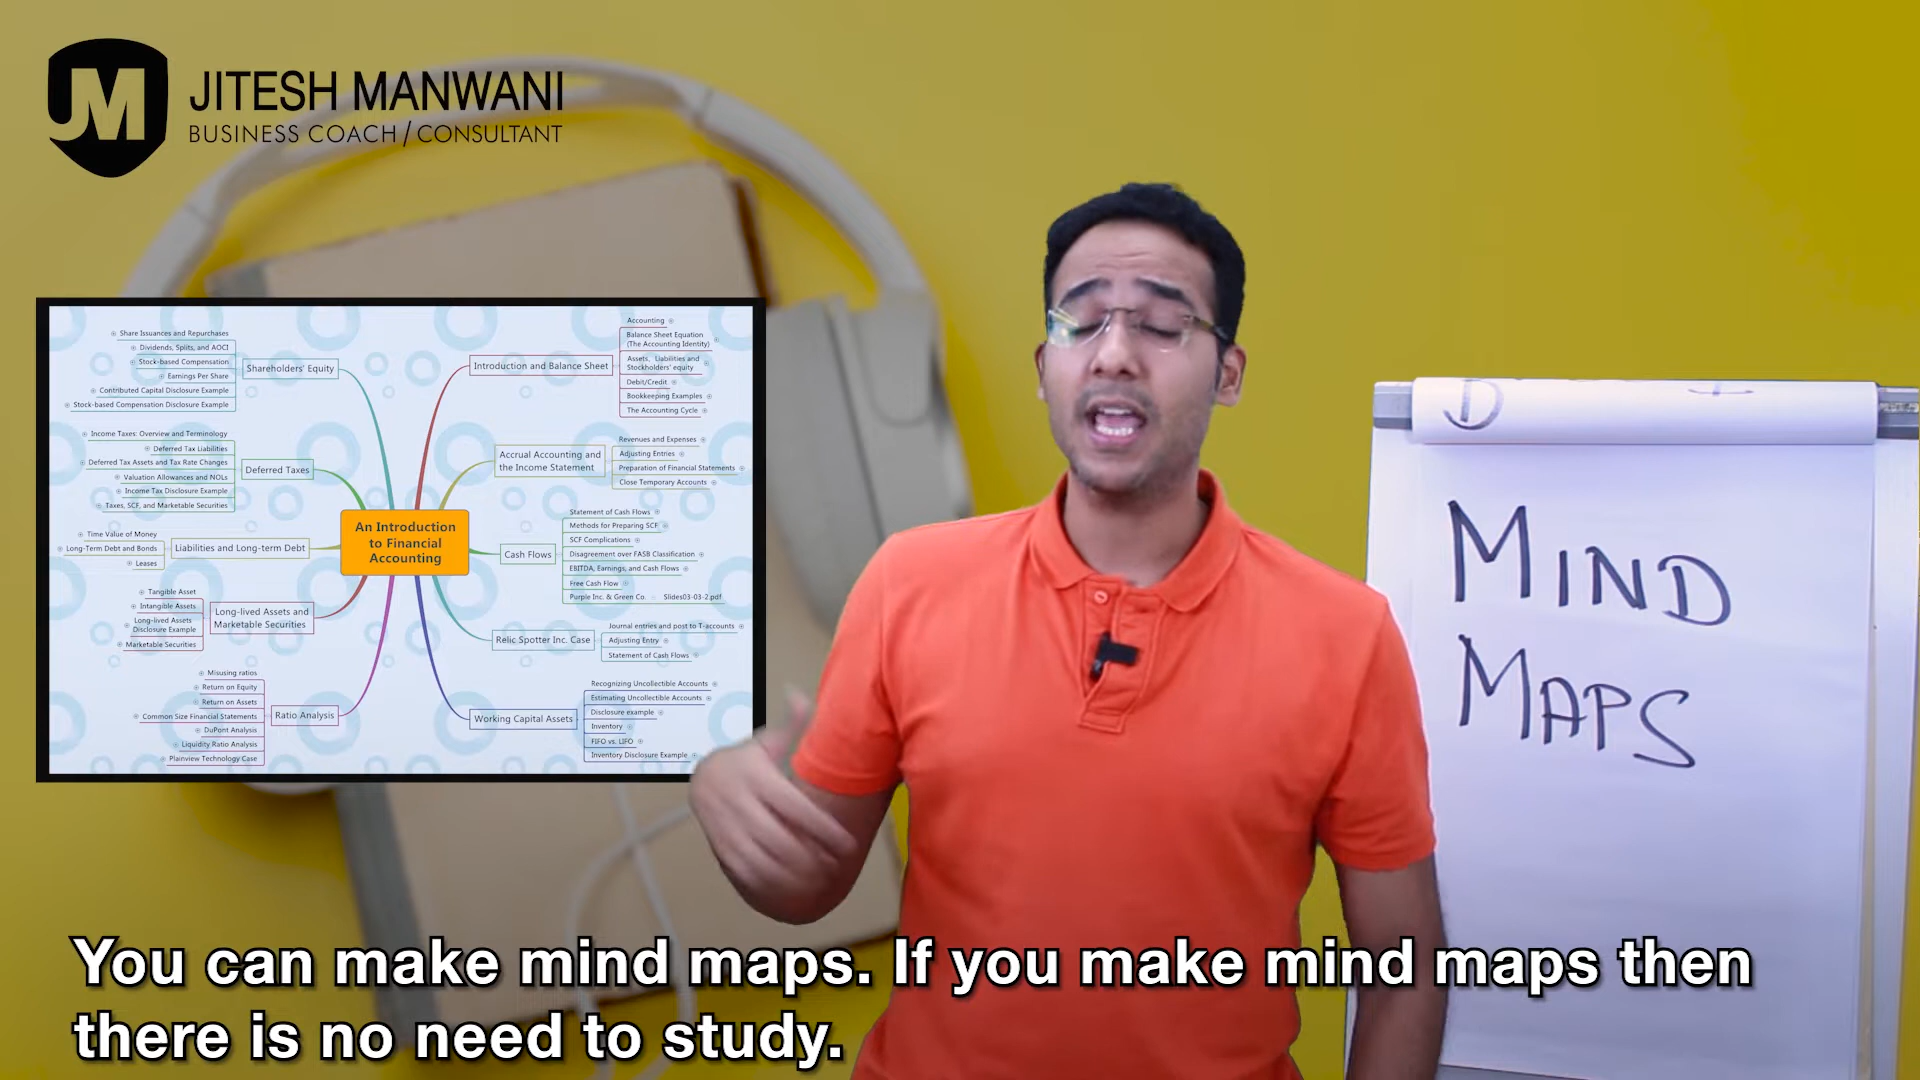 JM
JITESH MANWANI
BUSINESS COACH / CONSULTANT
Share Issuances and Repurchases
Dividends, Splits, and AOCI
Stock-based Compensation
Earnings Per Share
Contributed Capital Disclosure Example
Stock-based Compensation Disclosure Example
Shareholders' Equity
Income Taxes: Overview and Terminology
Deferred Tax Liabilities
Deferred Tax Assets and Tax Rate Changes
Valuation Allowances and NOLs
Income Tax Disclosure Example
Taxes, SCF, and Marketable Securities
Deferred Taxes
Time Value of Money
Long-Term Debt and Bonds
Leases
Liabilities and Long-term Debt
Tangible Asset
Intangible Assets
Long-lived Assets
Disclosure Example
Marketable Securities
Long-lived Assets and
Marketable Securities
Misusing ratios
Return on Equity
Return on Assets
Common Size Financial Statements
DuPont Analysis
Liquidity Ratio Analysis
Plainview Technology Case
Ratio Analysis
An Introduction
to Financial
Accounting
Introduction and Balance Sheet
Accounting
Balance Sheet Equation
(The Accounting Identity)
Assets, Liabilities and
Stockholders' equity
Debit/Credit
Bookkeeping Examples
The Accounting Cycle
Accrual Accounting and
the Income Statement
Revenues and Expenses
Adjusting Entries
Preparation of Financial Statements
Close Temporary Accounts
Cash Flows
Statement of Cash Flows
Methods for Preparing SCF
SCF Complications
Disagreement over FASB Classification
EBITDA, Earnings, and Cash Flows
Free Cash Flow
Purple Inc. & Green Co. Slides03-03-2.pdf
Relic Spotter Inc. Case
Journal entries and post to T-accounts
Adjusting Entry
Statement of Cash Flows
Working Capital Assets
Recognizing Uncollectible Accounts
Estimating Uncollectible Accounts
Disclosure example
Inventory
FIFO vs. LIFO
Inventory Disclosure Example
MIND
MAPS
You can make mind maps. If you make mind maps then
there is no need to study.